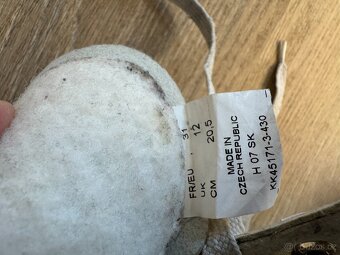 FR/EU . 31
UK 12
CM 20,5
MADE IN
CZECH REPUBLIC
H 07 SK
KK45171-3-430